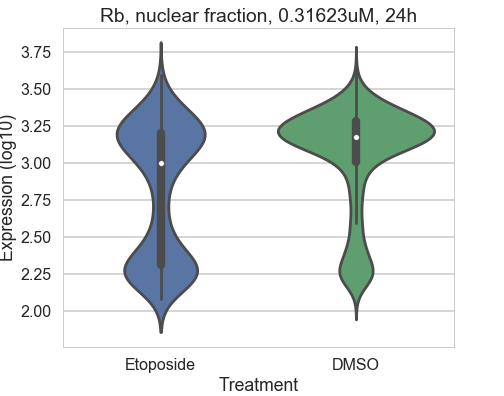 Rb, nuclear fraction, 0.31623uM, 24h
3.75
3.50
3.25
3.00
2.75
2.50
2.25
2.00
Expression (log10)
Etoposide
DMSO
Treatment